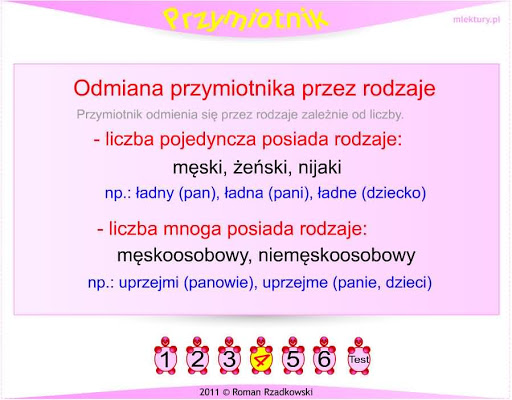 Przymiotnik
mlektury.pl
Odmiana przymiotnika przez rodzaje
Przymiotnik odmienia się przez rodzaje zależnie od liczby.
- liczba pojedyncza posiada rodzaje:
męski, żeński, nijaki
np.: ładny (pan), ładna (pani), ładne (dziecko)
- liczba mnoga posiada rodzaje:
męskoosobowy, niemęskoosobowy
np.: uprzejmi (panowie), uprzejme (panie, dzieci)
1 2 3 4 5 6 Test
2011 © Roman Rzadkowski